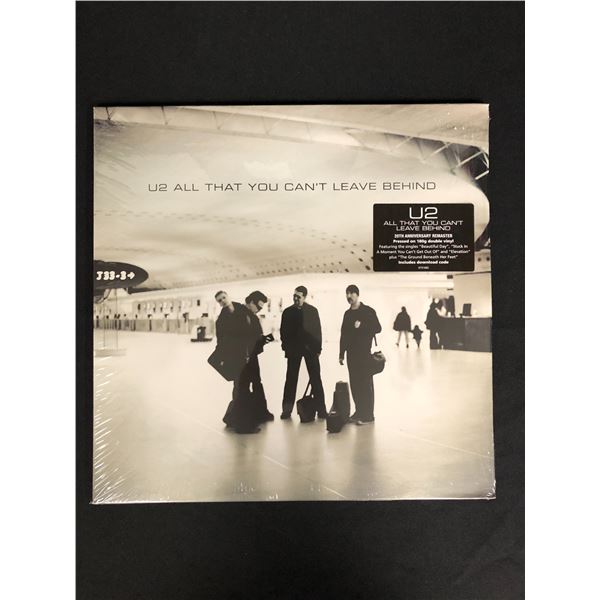 U2 ALL THAT YOU CAN'T LEAVE BEHIND
U2
ALL THAT YOU CAN'T
LEAVE BEHIND
20TH ANNIVERSARY REMASTER
Pressed on 180g double vinyl
Featuring the singles "Beautiful Day", "Stuck In
A Moment You Can't Get Out Of" and "Elevation"
plus "The Ground Beneath Her Feet"
Includes download code
J33-3→